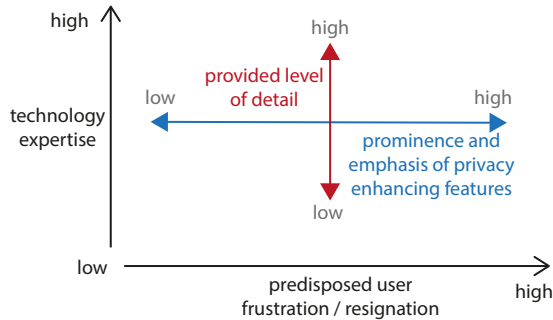 high
high
provided level
of detail
low
high
technology
expertise
prominence and
emphasis of privacy
enhancing features
low
low
predisposed user
frustration / resignation
high